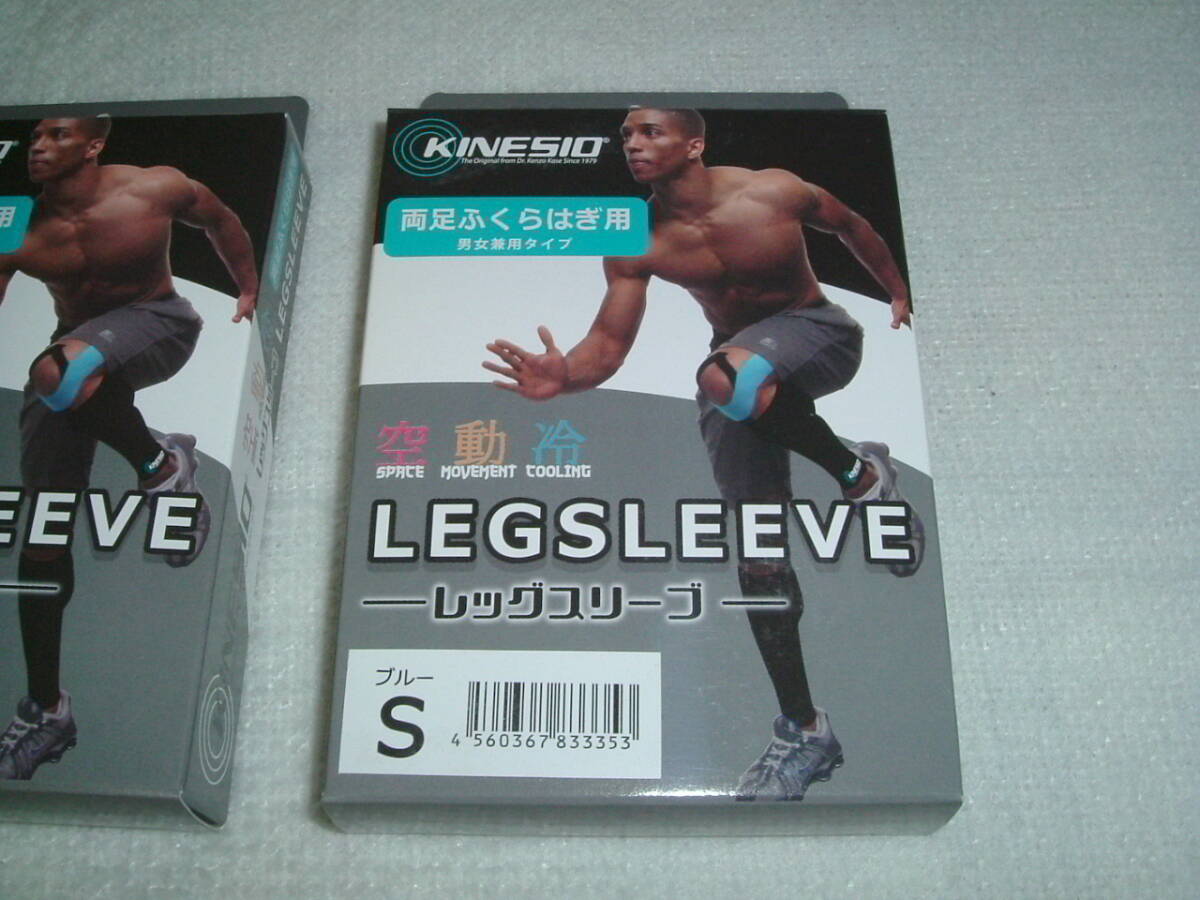 KINESIO®
The Original from Dr. Kenzo Kase Since 1979
両足ふくらはぎ用
男女兼用タイプ
空 動 冷
SPACE MOVEMENT COOLING
LEGSLEEVE
レッグスリーブ
ブルー
S
4 560367 833353
用
EEVE
LEGSLEEVE